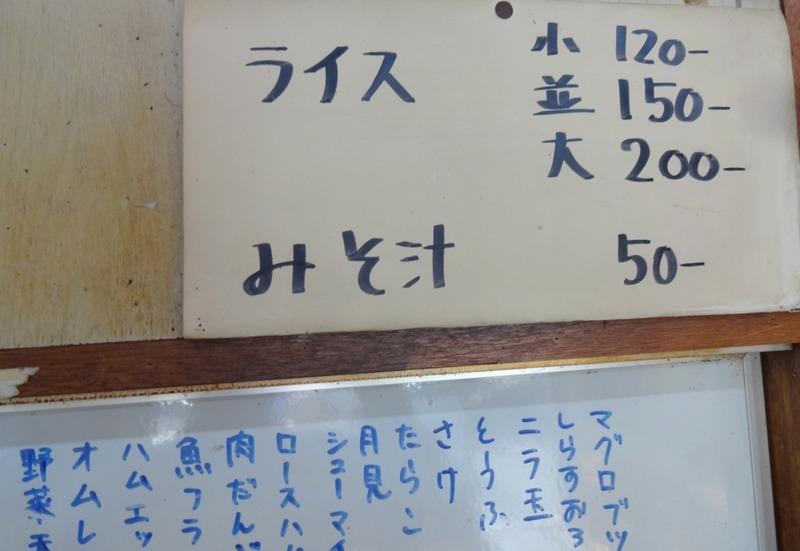 ライス 小 120-
並 150-
大 200-
みそ汁 50-
マグロブツ
しらすおろ
ニラ玉
とうふ
さけ
たらこ
月見
シューマイ
ロースハム
肉だんご
魚フラ
ハムエッ
オムレ
野菜天